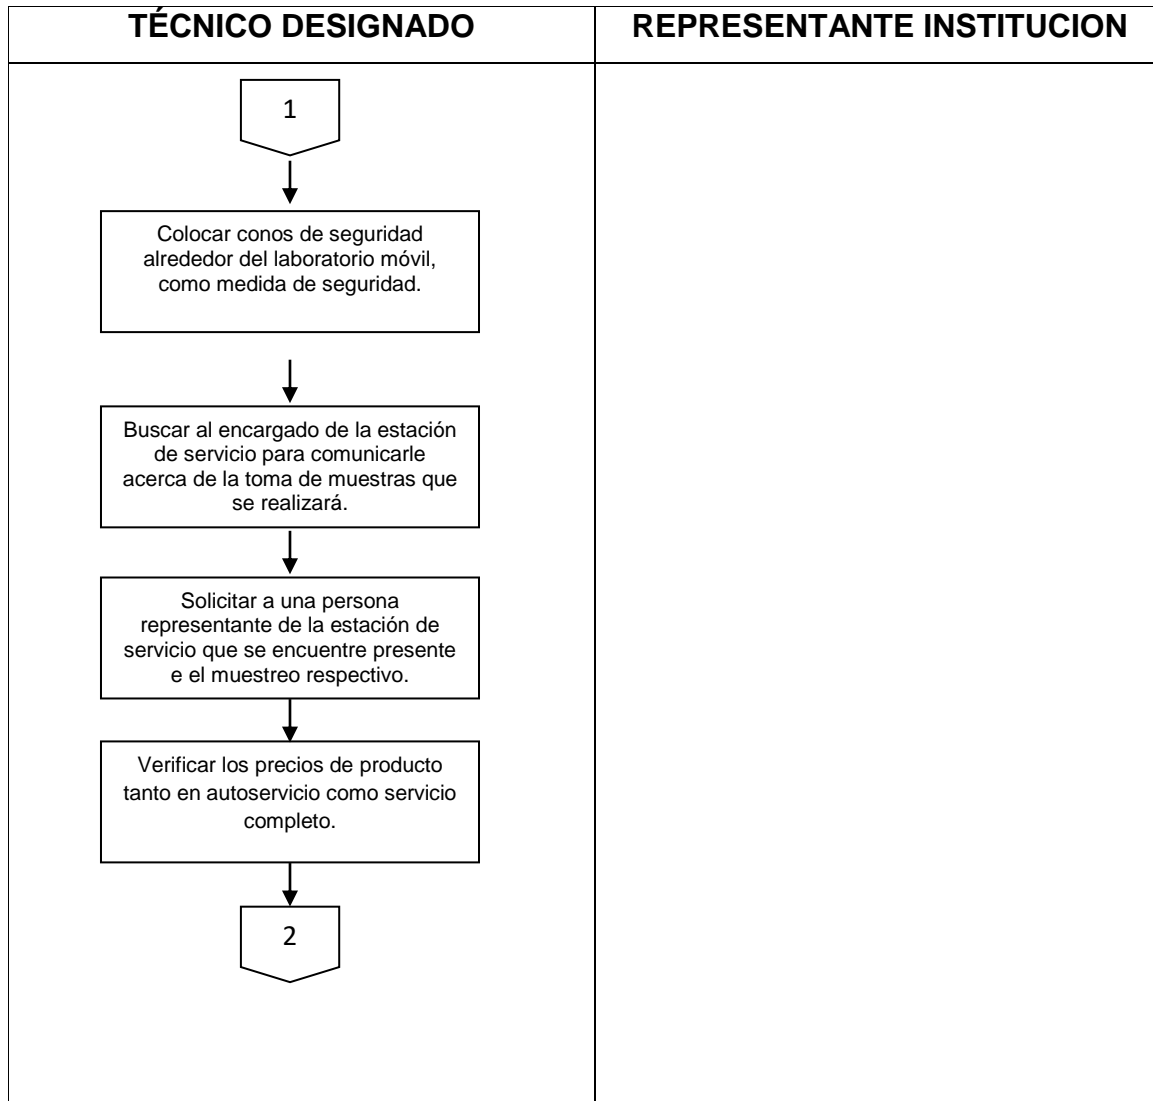 TÉCNICO DESIGNADO
REPRESENTANTE INSTITUCION
1
Colocar conos de seguridad
alrededor del laboratorio móvil,
como medida de seguridad.
Buscar al encargado de la estación
de servicio para comunicarle
acerca de la toma de muestras que
se realizará.
Solicitar a una persona
representante de la estación de
servicio que se encuentre presente
e el muestreo respectivo.
Verificar los precios de producto
tanto en autoservicio como servicio
completo.
2